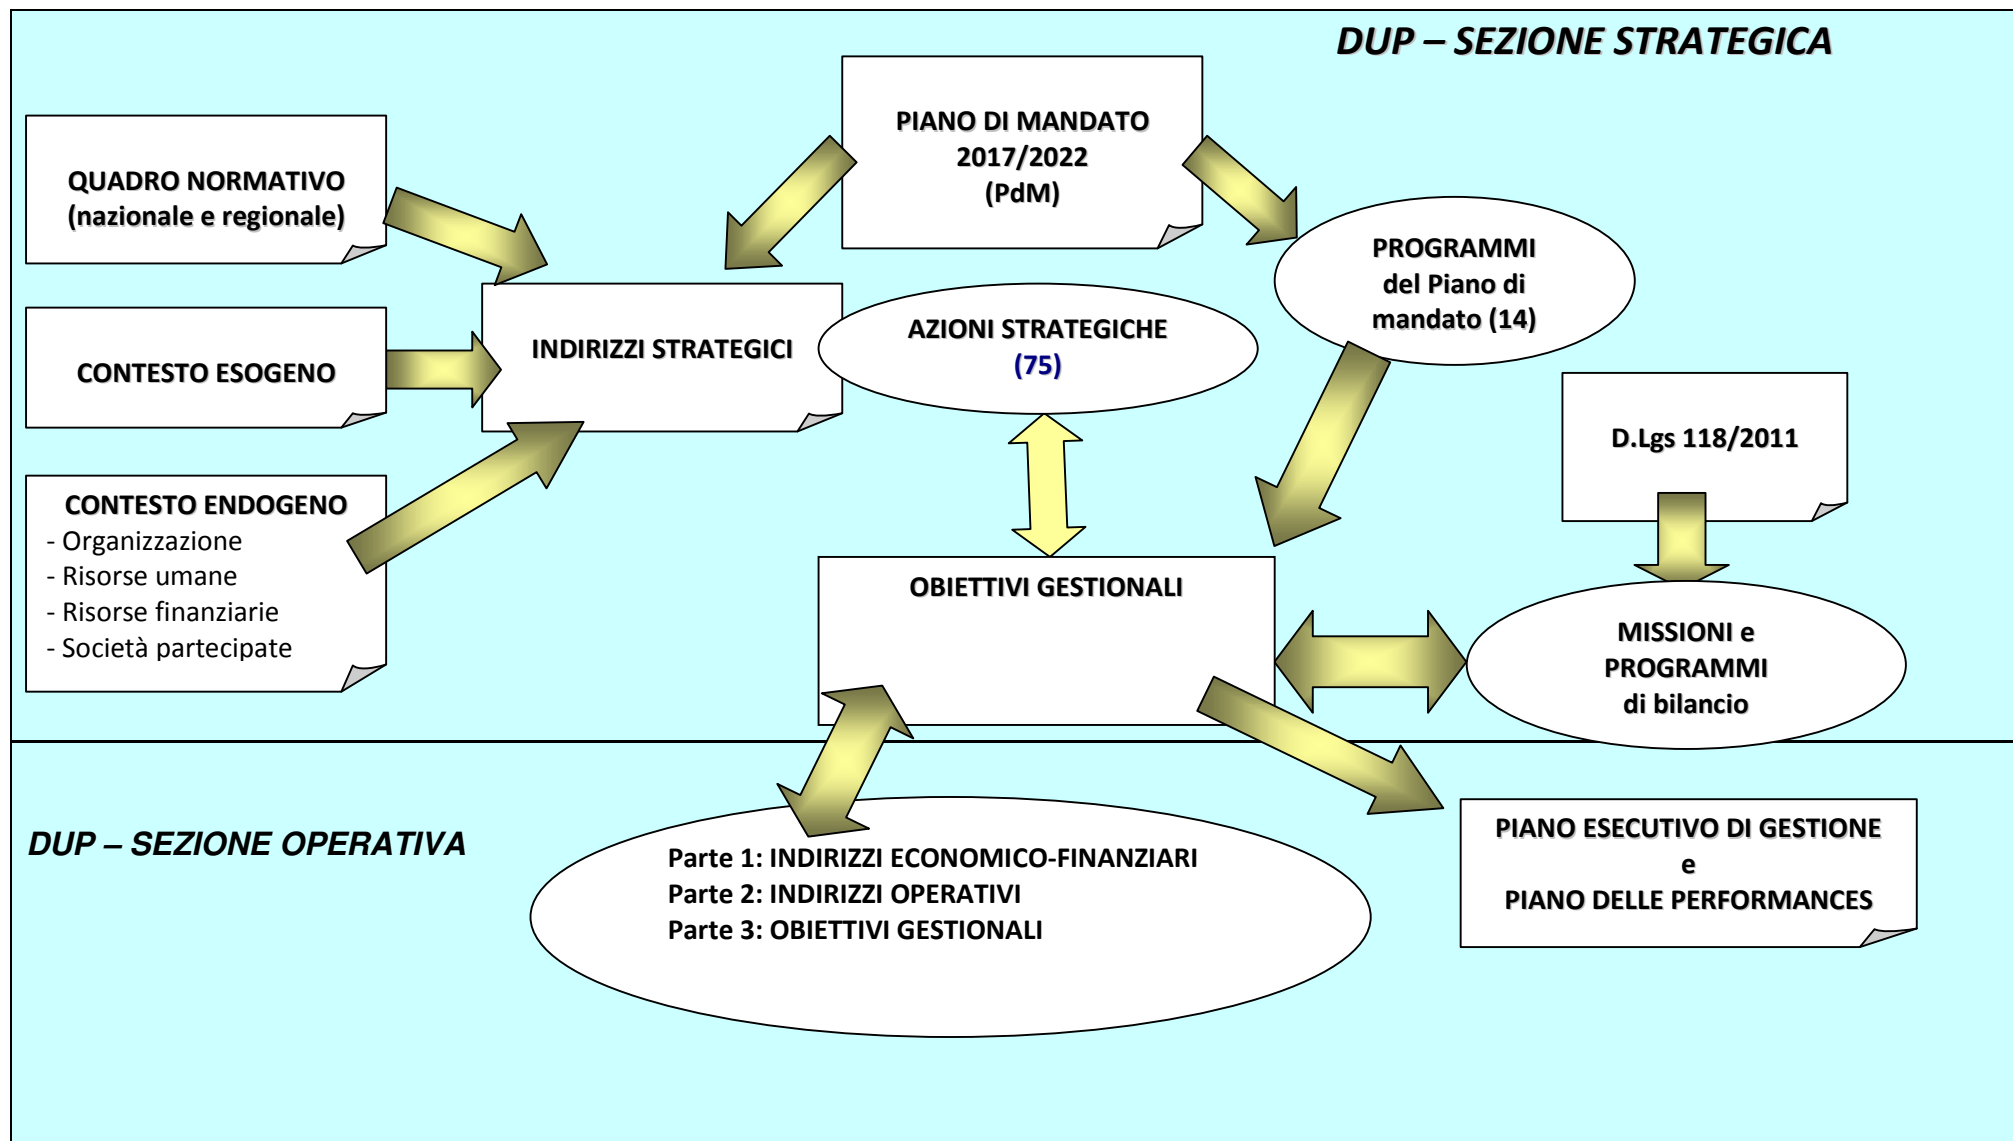 DUP – SEZIONE STRATEGICA
PIANO DI MANDATO
2017/2022
(PdM)
QUADRO NORMATIVO
(nazionale e regionale)
PROGRAMMI
del Piano di
mandato (14)
INDIRIZZI STRATEGICI
AZIONI STRATEGICHE
(75)
CONTESTO ESOGENO
D.Lgs 118/2011
CONTESTO ENDOGENO
- Organizzazione
- Risorse umane
- Risorse finanziarie
- Società partecipate
OBIETTIVI GESTIONALI
MISSIONI e
PROGRAMMI
di bilancio
DUP – SEZIONE OPERATIVA
Parte 1: INDIRIZZI ECONOMICO-FINANZIARI
Parte 2: INDIRIZZI OPERATIVI
Parte 3: OBIETTIVI GESTIONALI
PIANO ESECUTIVO DI GESTIONE
e
PIANO DELLE PERFORMANCES